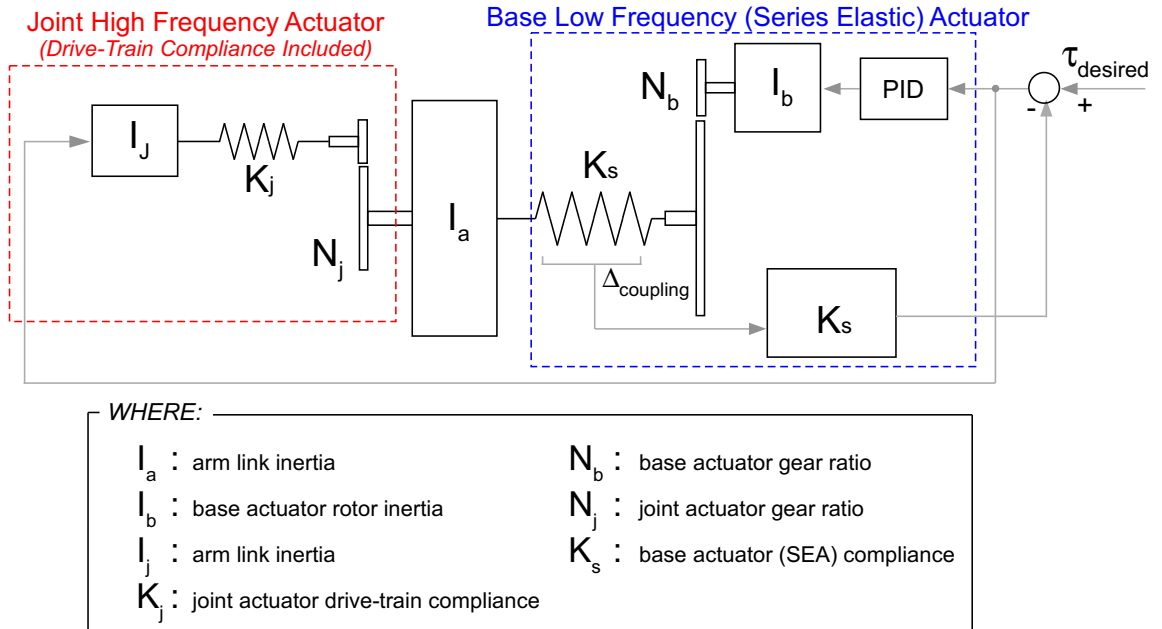 Joint High Frequency Actuator
(Drive-Train Compliance Included)
Base Low Frequency (Series Elastic) Actuator
τdesired
+
-
PID
Ib
Nb
IJ
Kj
Nj
Ia
Ks
Δcoupling
Ks
WHERE:
Ia : arm link inertia
Ib : base actuator rotor inertia
Ij : arm link inertia
Kj : joint actuator drive-train compliance
Nb : base actuator gear ratio
Nj : joint actuator gear ratio
Ks : base actuator (SEA) compliance